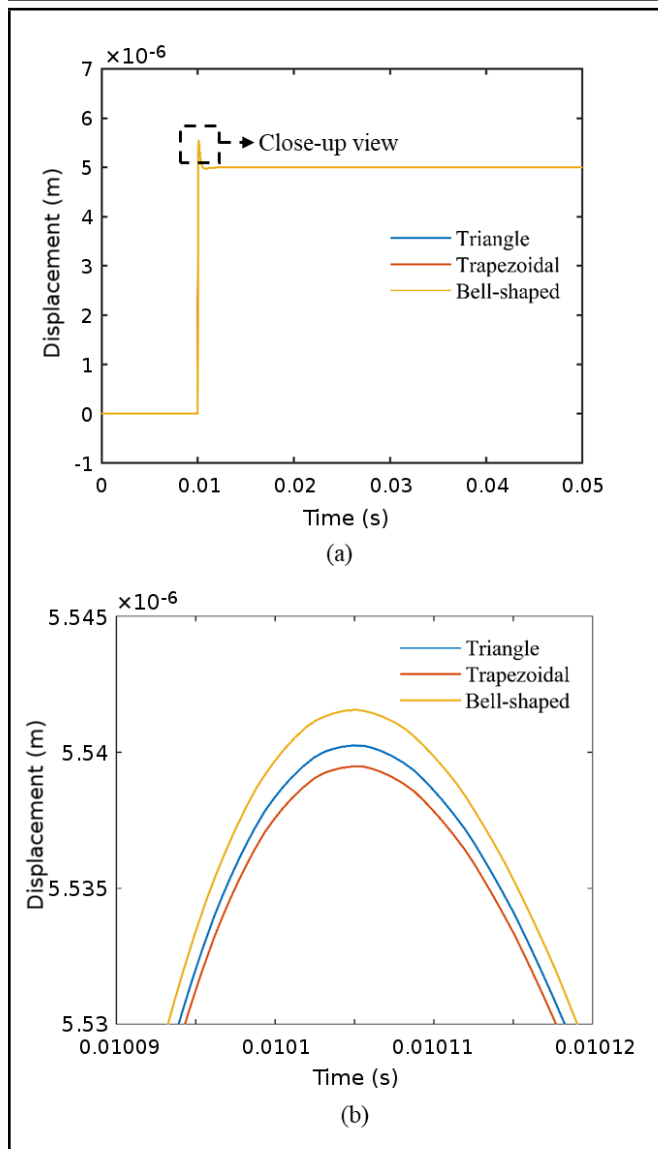 ×10-6
7
6
5
4
3
2
1
0
-1
Displacement (m)
Close-up view
Triangle
Trapezoidal
Bell-shaped
0 0.01 0.02 0.03 0.04 0.05
Time (s)
(a)
×10-6
5.545
5.54
5.535
5.53
Displacement (m)
Triangle
Trapezoidal
Bell-shaped
0.01009 0.0101 0.01011 0.01012
Time (s)
(b)